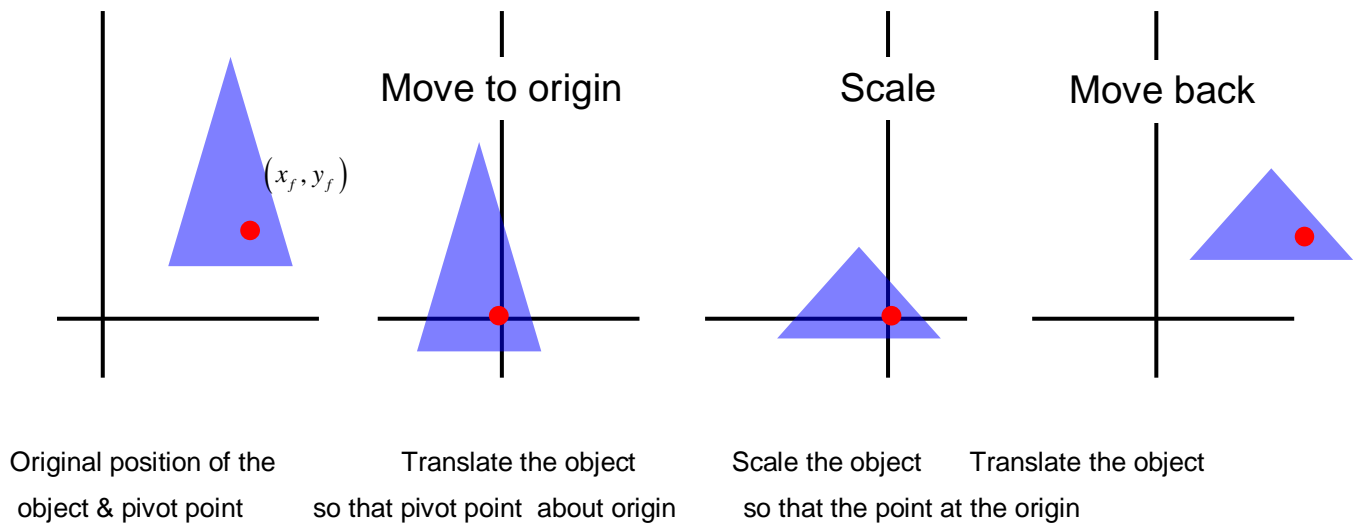 Move to origin
Scale
Move back
(x_f, y_f)
Original position of the
object & pivot point
Translate the object
so that pivot point about origin
Scale the object
so that the point at the origin
Translate the object